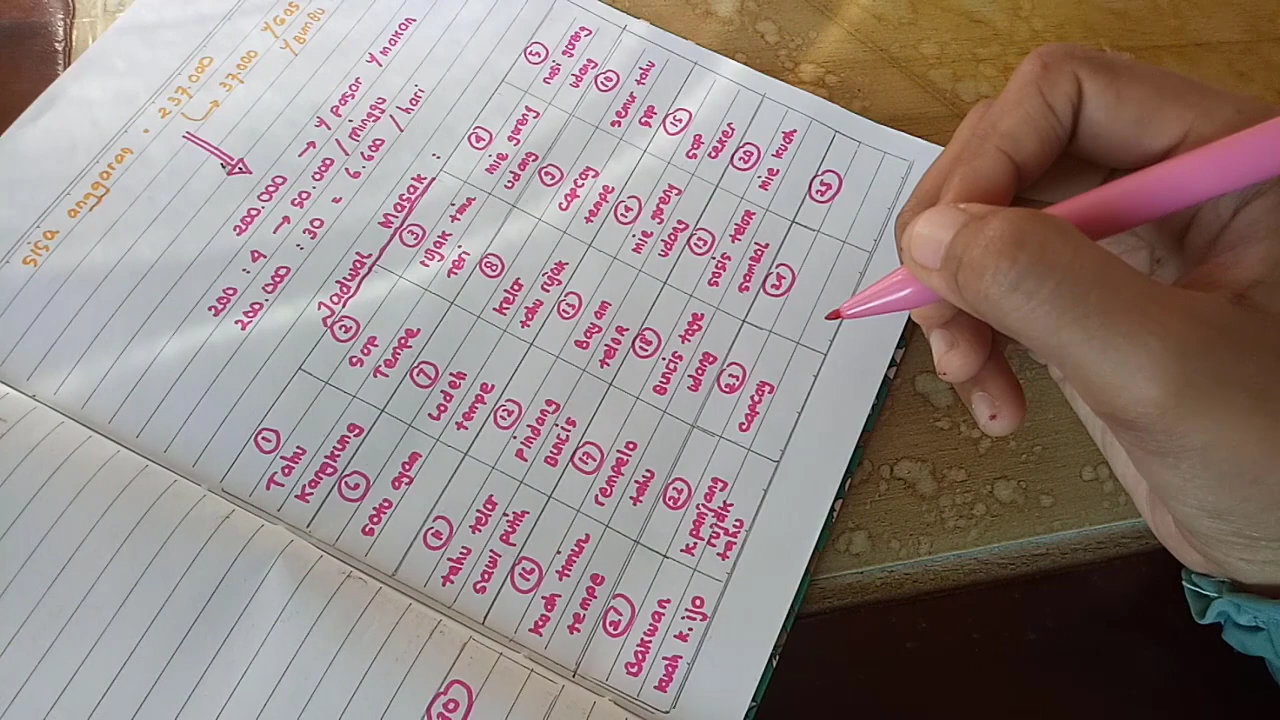 Sisa anggaran = 237.000
↳ 37.000 y Gas
y Bumbu
200.000 → y pasar y makan
200 : 4 → 50.000 / minggu
200.000 : 30 = 6.600 / hari
Jadwal Masak :
1
Tahu
Kangkung
2
Sop
Tempe
3
rujak
Teri
4
mie goreng
udang
5
nasi goreng
udang
6
soto ayam
7
Lodeh
tempe
8
kelor
tahu rujak
9
capcay
tempe
10
semur tahu
sop
11
tahu telor
sawi putih
12
pindang
Buncis
13
Bayam
teloR
14
mie goreng
udang
15
sop
ceker
16
kuah timun
tempe
17
rempelo
tahu
18
Buncis toge
udang
19
sosis telor
sambal
20
mie kuah
21
Bakwan
kuah k.ijo
22
k.panjang
rujak
tahu
23
capcay
24
25